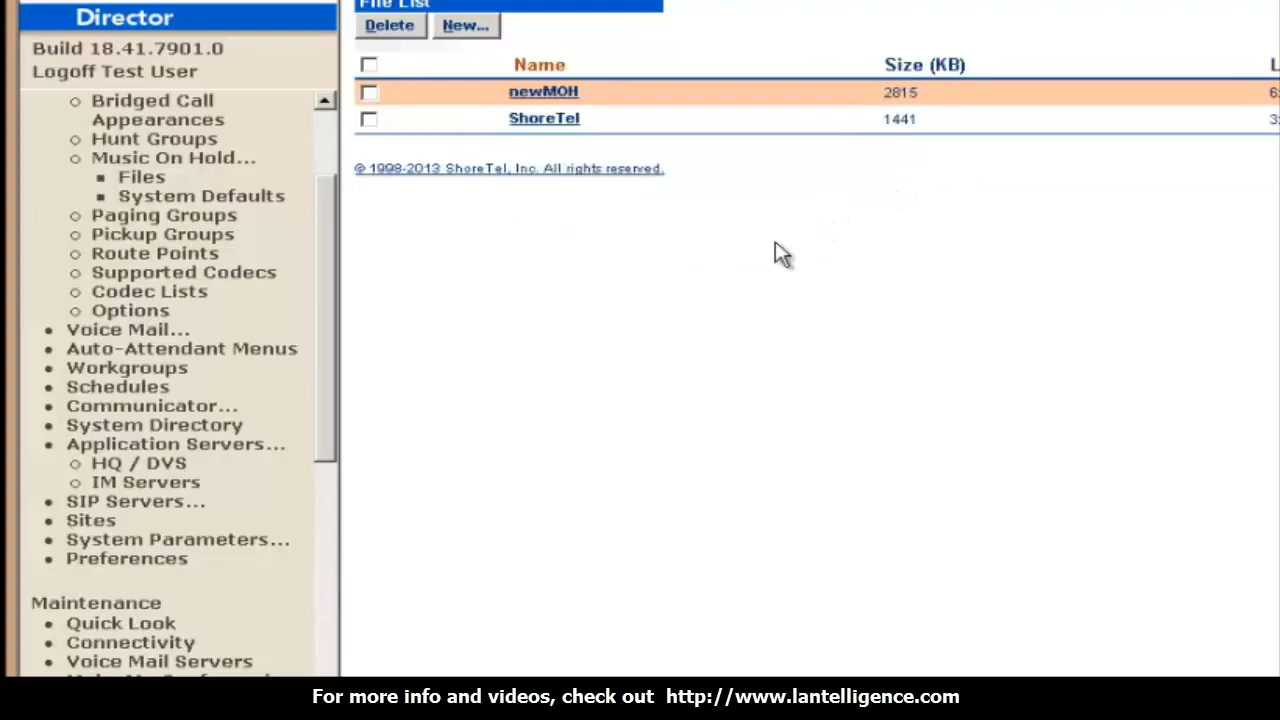 Director
Build 18.41.7901.0
Logoff Test User
Bridged Call
Appearances
Hunt Groups
Music On Hold...
Files
System Defaults
Paging Groups
Pickup Groups
Route Points
Supported Codecs
Codec Lists
Options
Voice Mail...
Auto-Attendant Menus
Workgroups
Schedules
Communicator...
System Directory
Application Servers...
HQ / DVS
IM Servers
SIP Servers...
Sites
System Parameters...
Preferences
Maintenance
Quick Look
Connectivity
Voice Mail Servers
File List
Delete New...
Name Size (KB)
newMOH 2815
ShoreTel 1441
© 1998-2013 ShoreTel, Inc. All rights reserved.
For more info and videos, check out http://www.lantelligence.com